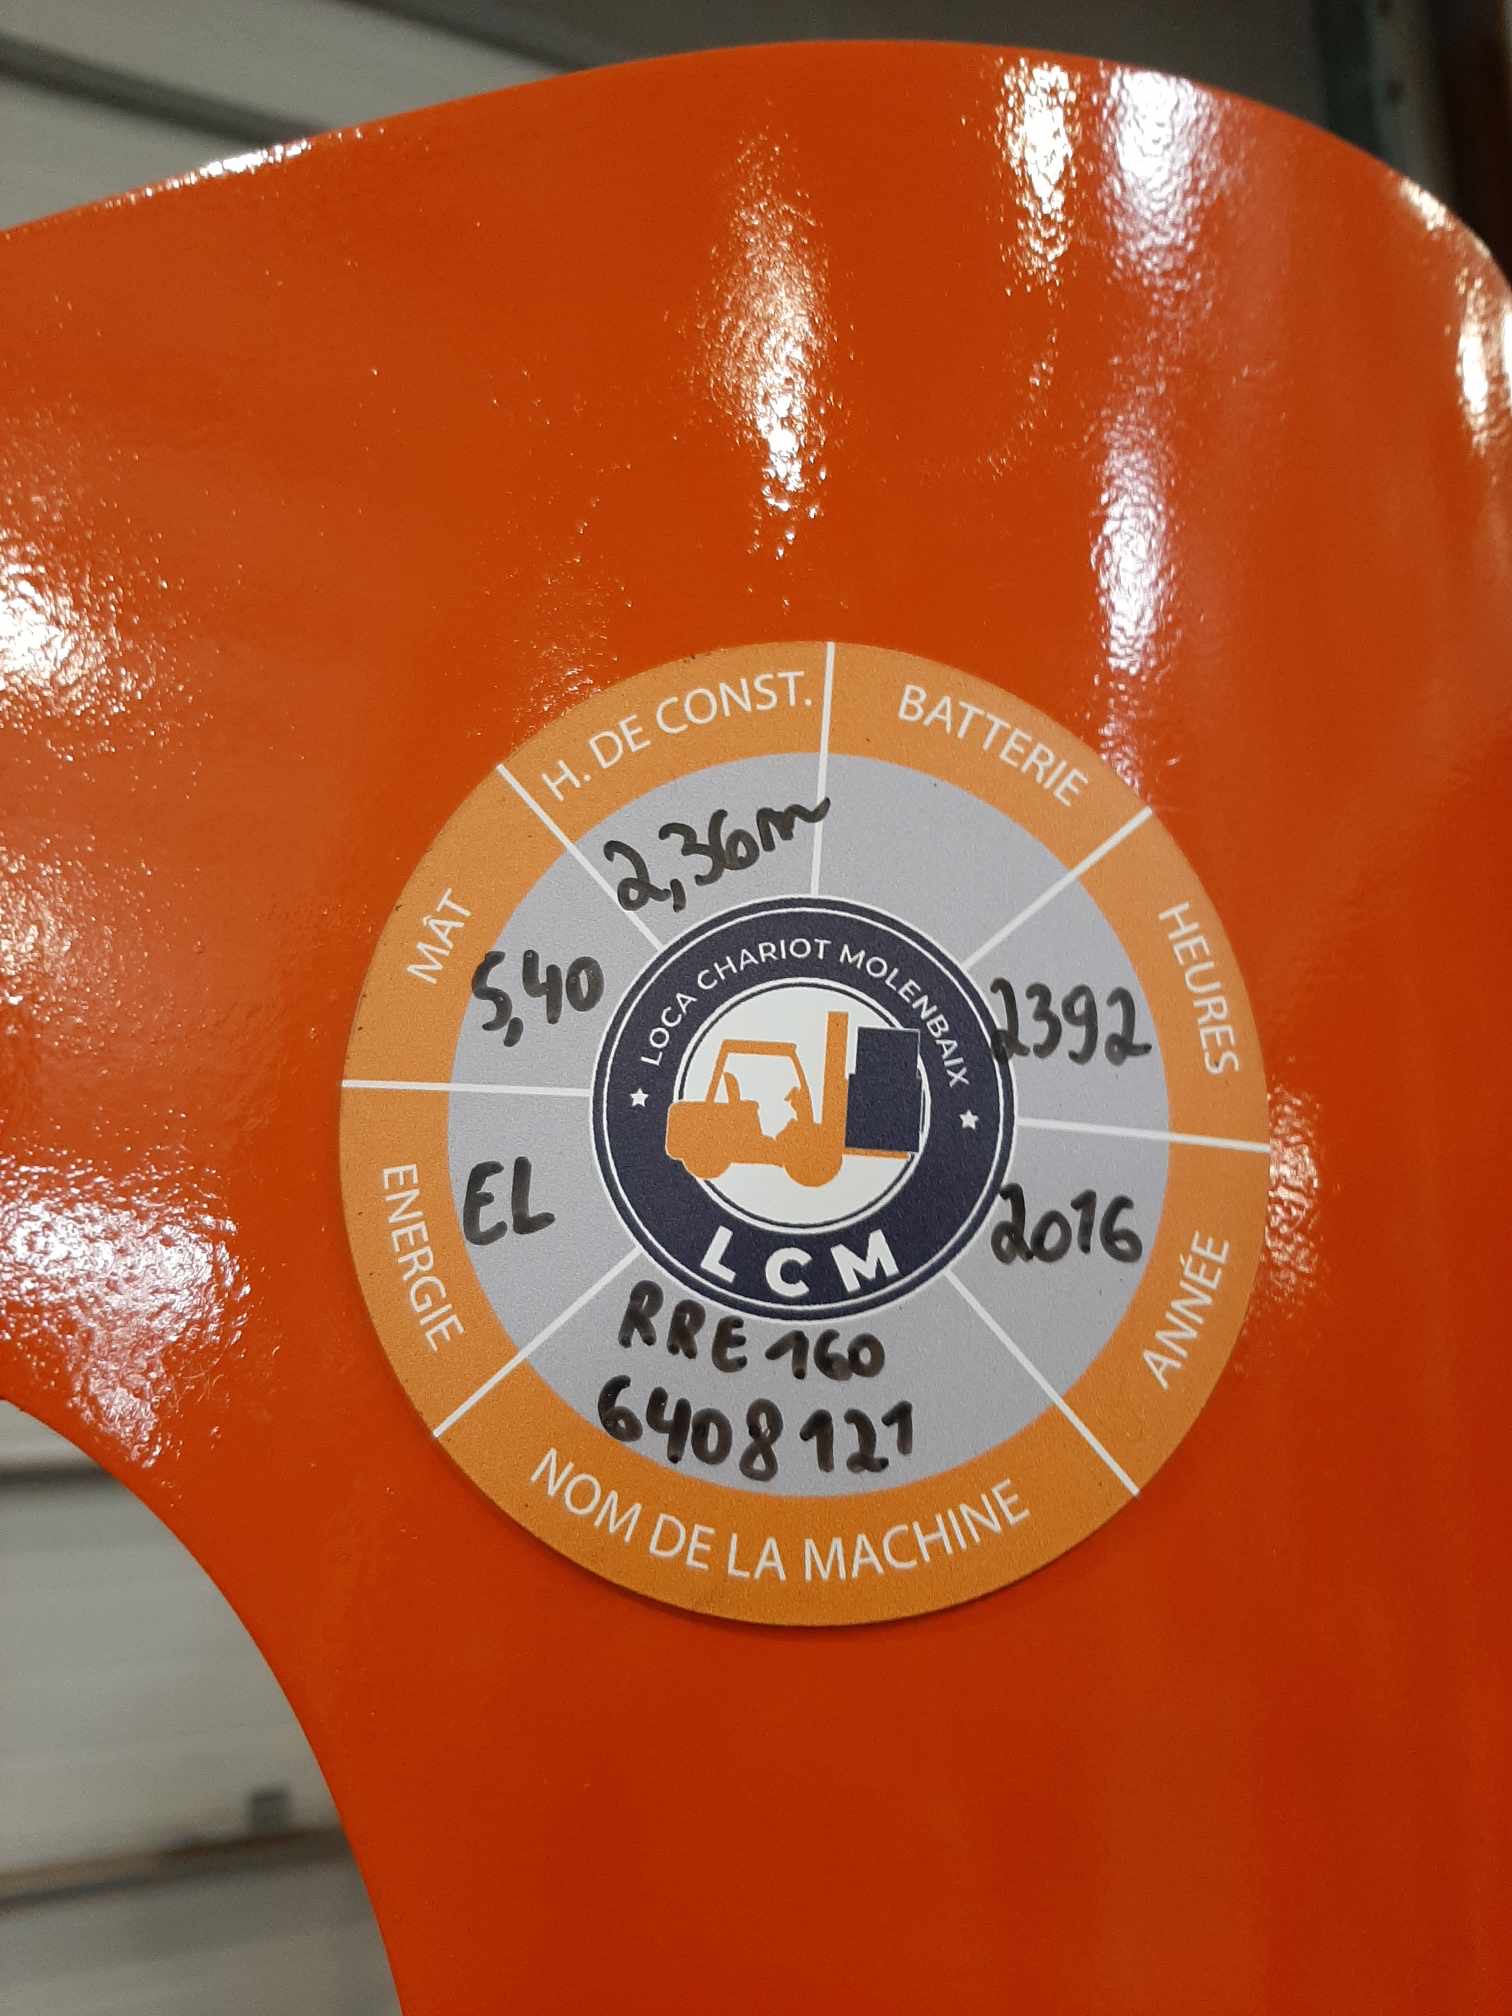 H. DE CONST.
2,36m
BATTERIE
HEURES
2392
ANNÉE
2016
NOM DE LA MACHINE
RRE 160
6408121
ENERGIE
EL
MÂT
5,40
LOCA CHARIOT MOLENBAIX
LCM